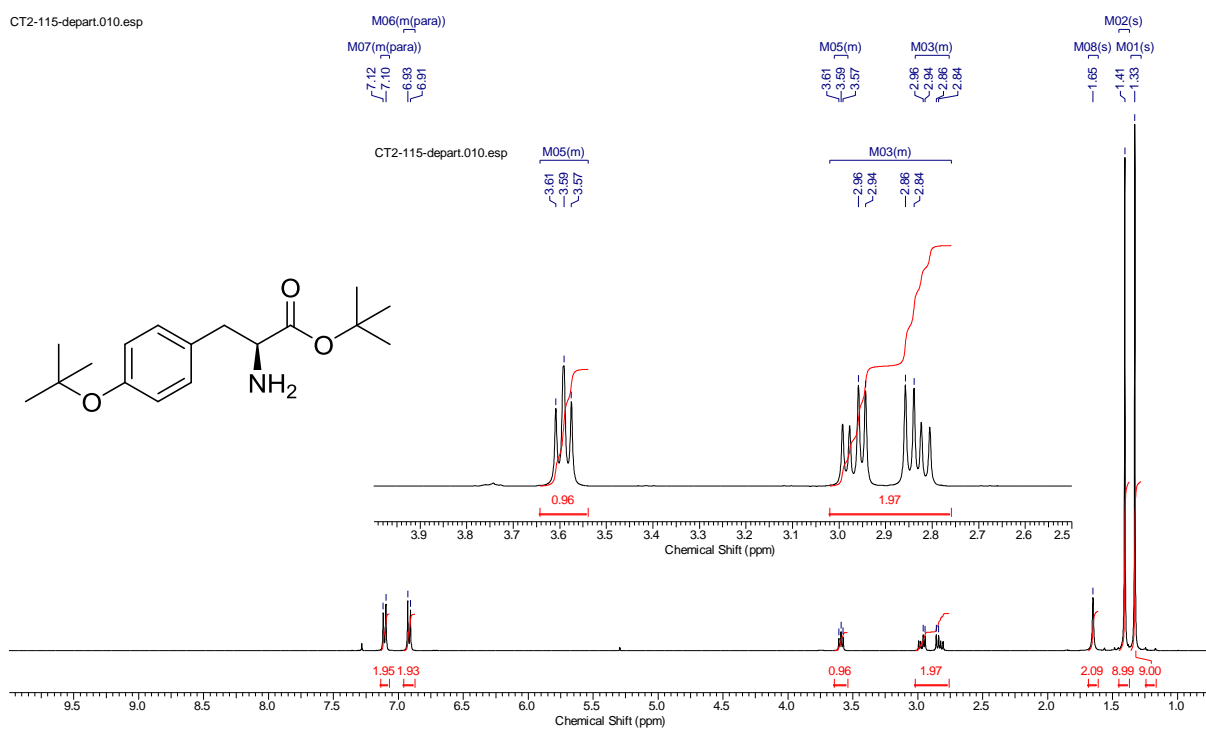 CT2-115-depart.010.esp
M06(m(para))
M02(s)
M07(m(para))
M05(m)
M03(m)
M08(s)
M01(s)
7.12
7.10
6.93
6.91
3.61
3.59
3.57
2.96
2.94
2.86
2.84
1.65
1.41
1.33
CT2-115-depart.010.esp
M05(m)
M03(m)
3.61
3.59
3.57
2.96
2.94
2.86
2.84
O
O
NH2
O
0.96
1.97
3.9 3.8 3.7 3.6 3.5 3.4 3.3 3.2 3.1 3.0 2.9 2.8 2.7 2.6 2.5
Chemical Shift (ppm)
1.95 1.93 0.96 1.97 2.09 8.99 9.00
9.5 9.0 8.5 8.0 7.5 7.0 6.5 6.0 5.5 5.0 4.5 4.0 3.5 3.0 2.5 2.0 1.5 1.0
Chemical Shift (ppm)